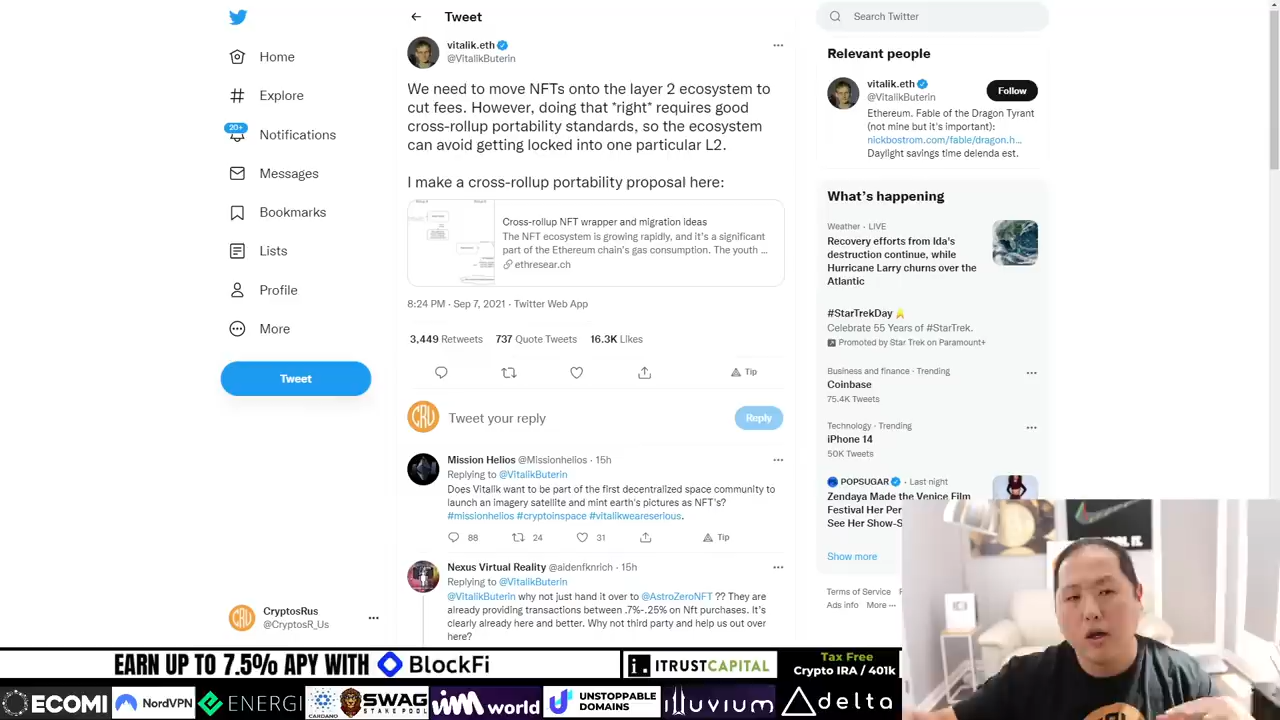 Home
Explore
20+
Notifications
Messages
Bookmarks
Lists
Profile
More
Tweet
CryptosRus
@CryptosR_Us
Tweet
vitalik.eth
@VitalikButerin
We need to move NFTs onto the layer 2 ecosystem to
cut fees. However, doing that *right* requires good
cross-rollup portability standards, so the ecosystem
can avoid getting locked into one particular L2.
I make a cross-rollup portability proposal here:
Cross-rollup NFT wrapper and migration ideas
The NFT ecosystem is growing rapidly, and it's a significant
part of the Ethereum chain's gas consumption. The youth ...
ethresear.ch
8:24 PM · Sep 7, 2021 · Twitter Web App
3,449 Retweets 737 Quote Tweets 16.3K Likes
Tip
CRU
Tweet your reply
Reply
Mission Helios @Missionhelios · 15h
Replying to @VitalikButerin
Does Vitalik want to be part of the first decentralized space community to
launch an imagery satellite and mint earth's pictures as NFT's?
#missionhelios #cryptoinspace #vitalikweareserious.
88 24 31 Tip
Nexus Virtual Reality @aidenfknrich · 15h
Replying to @VitalikButerin
@VitalikButerin why not just hand it over to @AstroZeroNFT ?? They are
already providing transactions between .7%-.25% on Nft purchases. It's
clearly already here and better. Why not third party and help us out over
here?
Search Twitter
Relevant people
vitalik.eth
@VitalikButerin
Follow
Ethereum. Fable of the Dragon Tyrant
(not mine but it's important):
nickbostrom.com/fable/dragon.h...
Daylight savings time delenda est.
What's happening
Weather · LIVE
Recovery efforts from Ida's
destruction continue, while
Hurricane Larry churns over the
Atlantic
#StarTrekDay
Celebrate 55 Years of #StarTrek.
Promoted by Star Trek on Paramount+
Business and finance · Trending
Coinbase
75.4K Tweets
Technology · Trending
iPhone 14
50K Tweets
POPSUGAR · Last night
Zendaya Made the Venice Film
Festival Her
See Her Show-S
Show more
Terms of Service
Ad info More ···
EARN UP TO 7.5% APY WITH BlockFi
i. ITRUSTCAPITAL
Tax Free
Crypto IRA / 401k
ECOMI
NordVPN
ENERGI
CARDANO
SWAG
STAKE POOL
world
UNSTOPPABLE
DOMAINS
illuvium
delta